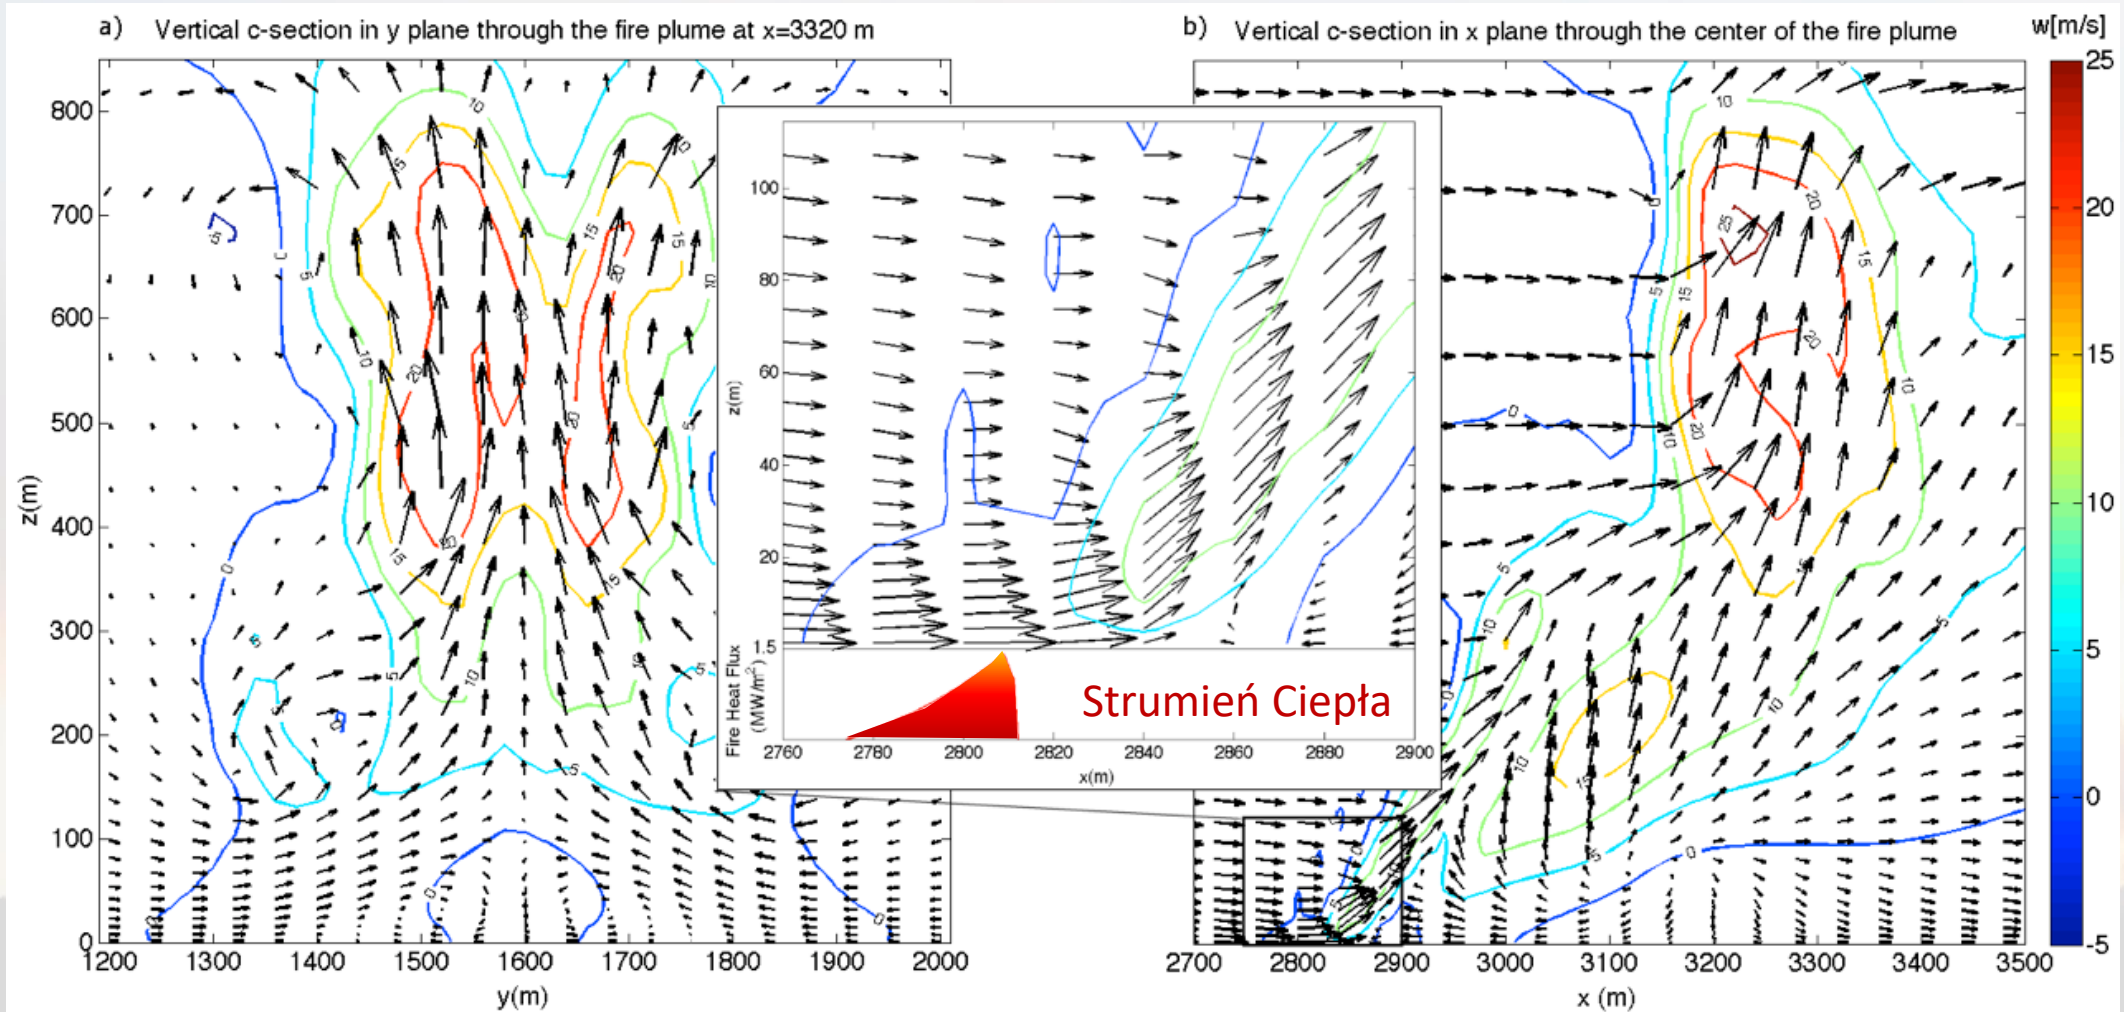 a) Vertical c-section in y plane through the fire plume at x=3320 m
b) Vertical c-section in x plane through the center of the fire plume
w[m/s]
z(m)
800
700
600
500
400
300
200
100
0
1200 1300 1400 1500 1600 1700 1800 1900 2000
y(m)
z(m)
100
80
60
40
20
1.5
Fire Heat Flux
(MW/m²)
Strumień Ciepła
2760 2780 2800 2820 2840 2860 2880 2900
x(m)
2700 2800 2900 3000 3100 3200 3300 3400 3500
x (m)
25
20
15
10
5
0
-5